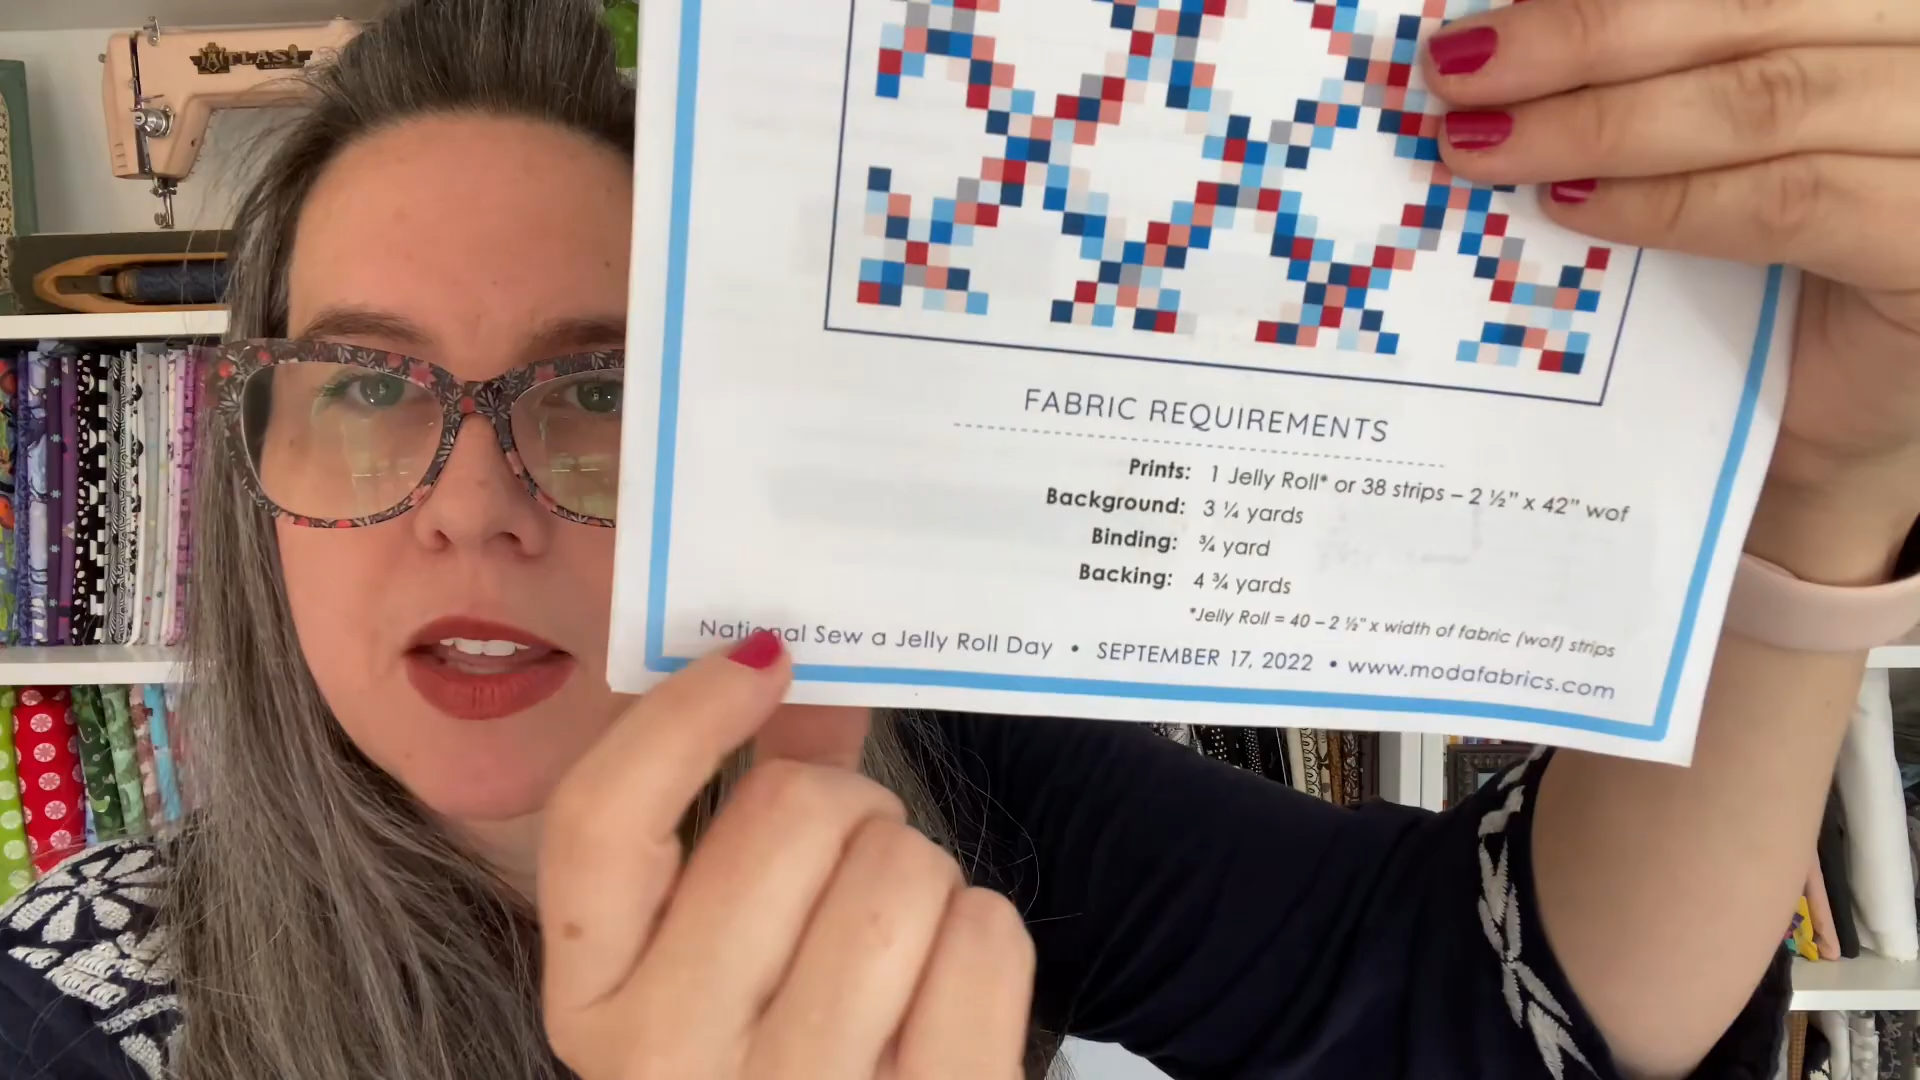 ATLAS
FABRIC REQUIREMENTS
Prints: 1 Jelly Roll* or 38 strips – 2 ½" x 42" wof
Background: 3 ¼ yards
Binding: ¾ yard
Backing: 4 ¾ yards
*Jelly Roll = 40 – 2 ½" x width of fabric (wof) strips
National Sew a Jelly Roll Day • SEPTEMBER 17, 2022 • www.modafabrics.com